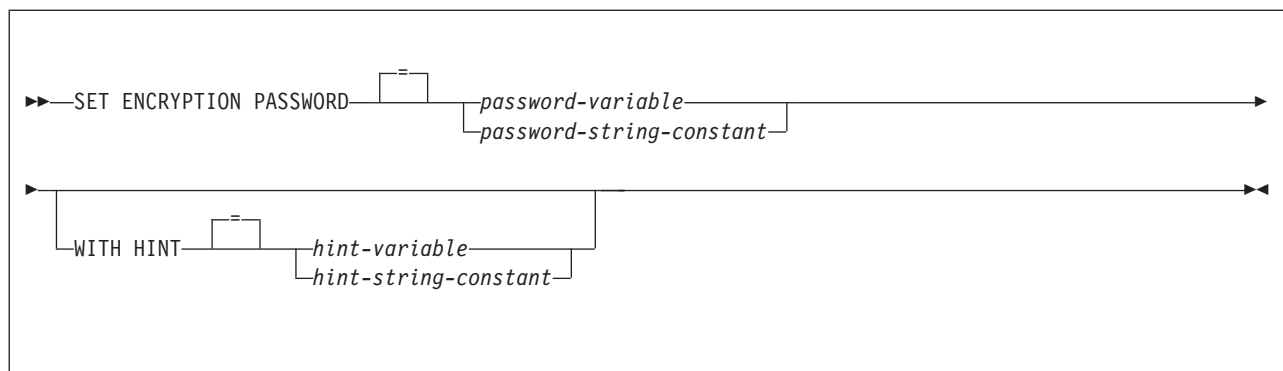 =
SET ENCRYPTION PASSWORD password-variable
password-string-constant
=
WITH HINT hint-variable
hint-string-constant